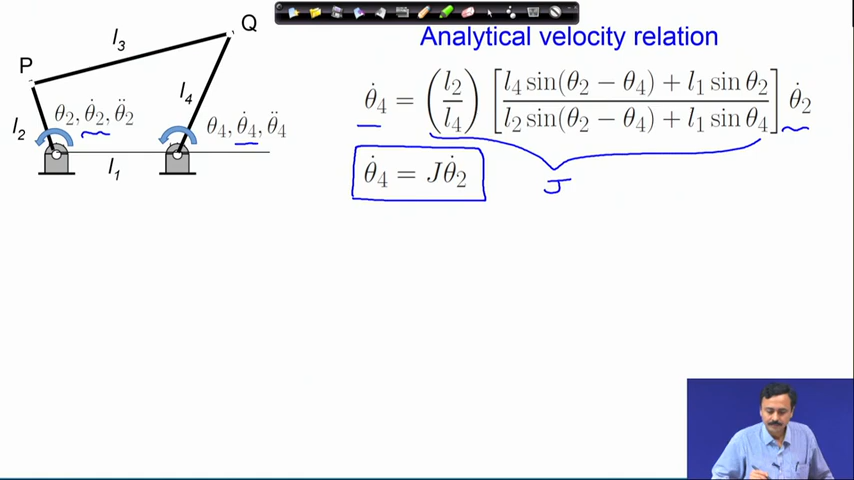 Analytical velocity relation
P
Q
l₃
l₂
l₄
l₁
θ₂, θ̇₂, θ̈₂
θ₄, θ̇₄, θ̈₄
θ̇₄ = (l₂/l₄) [(l₄ sin(θ₂ − θ₄) + l₁ sin θ₂)/(l₂ sin(θ₂ − θ₄) + l₁ sin θ₄)] θ̇₂
J
θ̇₄ = Jθ̇₂